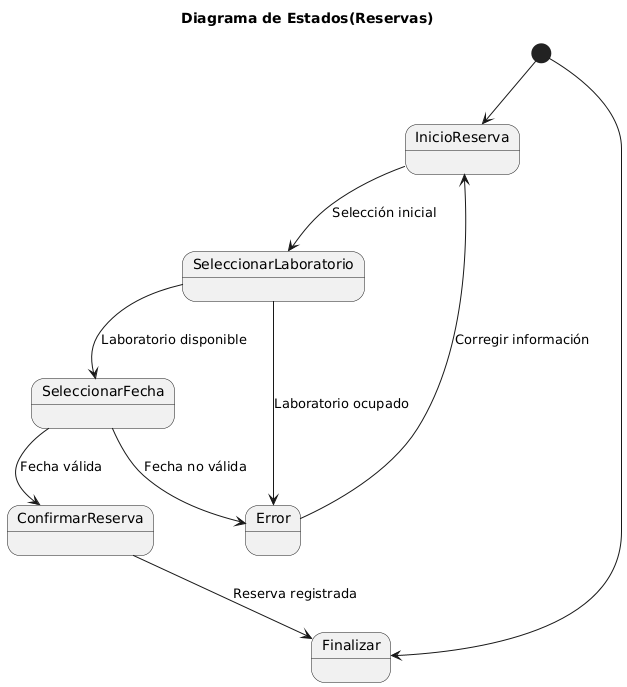 Diagrama de Estados(Reservas)
InicioReserva
Selección inicial
SeleccionarLaboratorio
Laboratorio disponible
Corregir información
SeleccionarFecha
Laboratorio ocupado
Fecha válida
Fecha no válida
ConfirmarReserva
Error
Reserva registrada
Finalizar